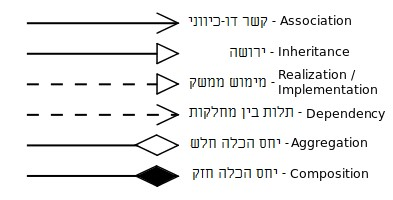 קשר דו-כיווני - Association
ירושה - Inheritance
מימוש ממשק - Realization /
Implementation
תלות בין מחלקות - Dependency
יחס הכלה חלש - Aggregation
יחס הכלה חזק - Composition